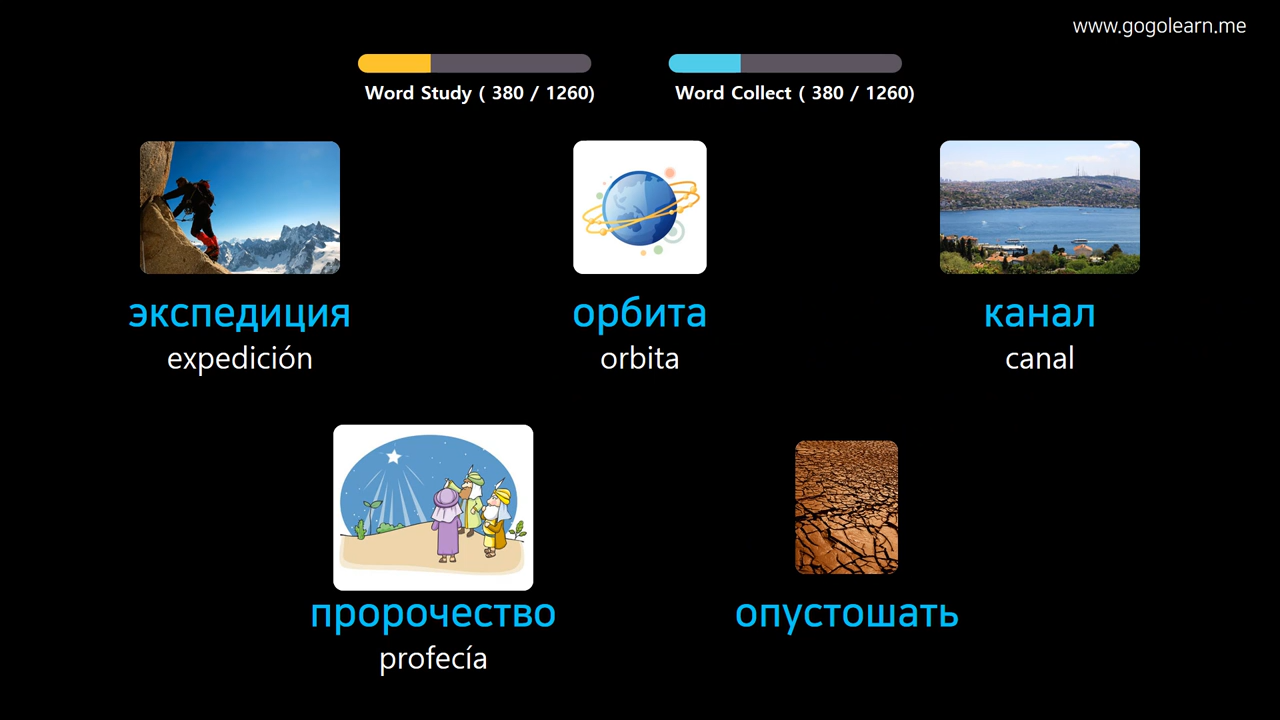 www.gogolearn.me
Word Study ( 380 / 1260)
Word Collect ( 380 / 1260)
экспедиция
expedición
орбита
orbita
канал
canal
пророчество
profecía
опустошать